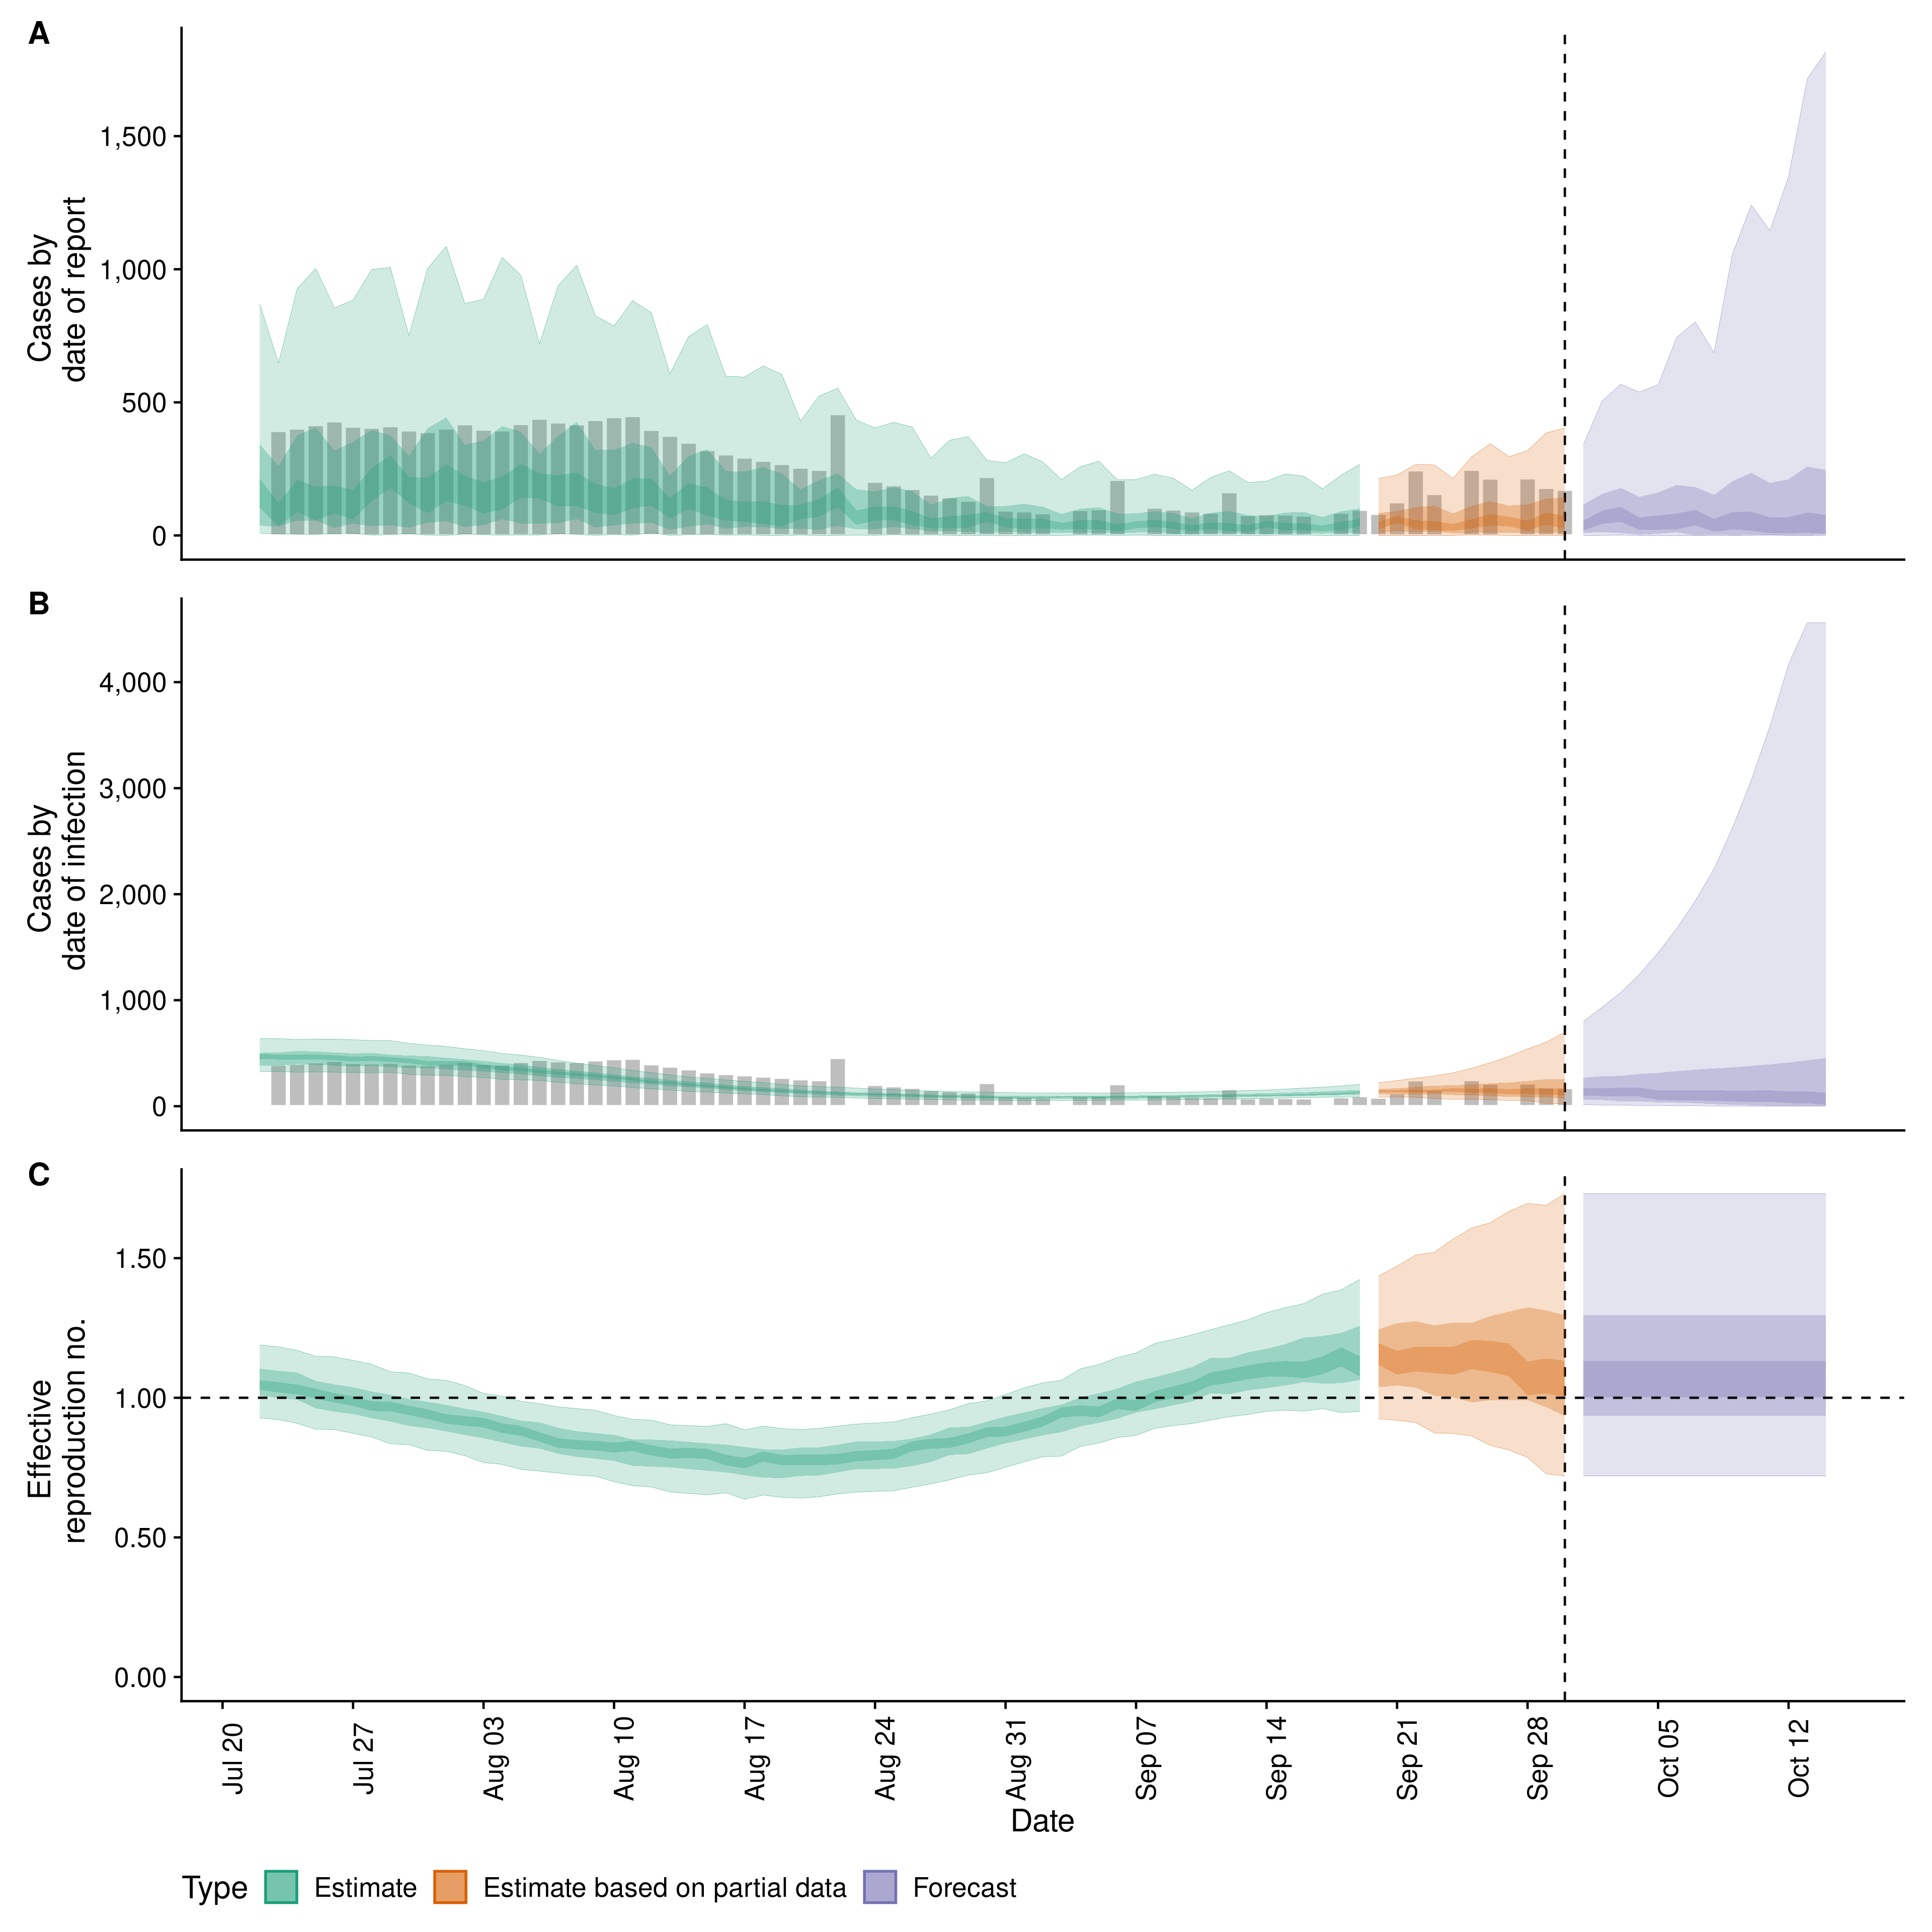 A
Cases by
date of report
1,500
1,000
500
0
B
Cases by
date of infection
4,000
3,000
2,000
1,000
0
C
Effective
reproduction no.
1.50
1.00
0.50
0.00
Jul 20
Jul 27
Aug 03
Aug 10
Aug 17
Aug 24
Aug 31
Sep 07
Sep 14
Sep 21
Sep 28
Oct 05
Oct 12
Date
Type Estimate Estimate based on partial data Forecast